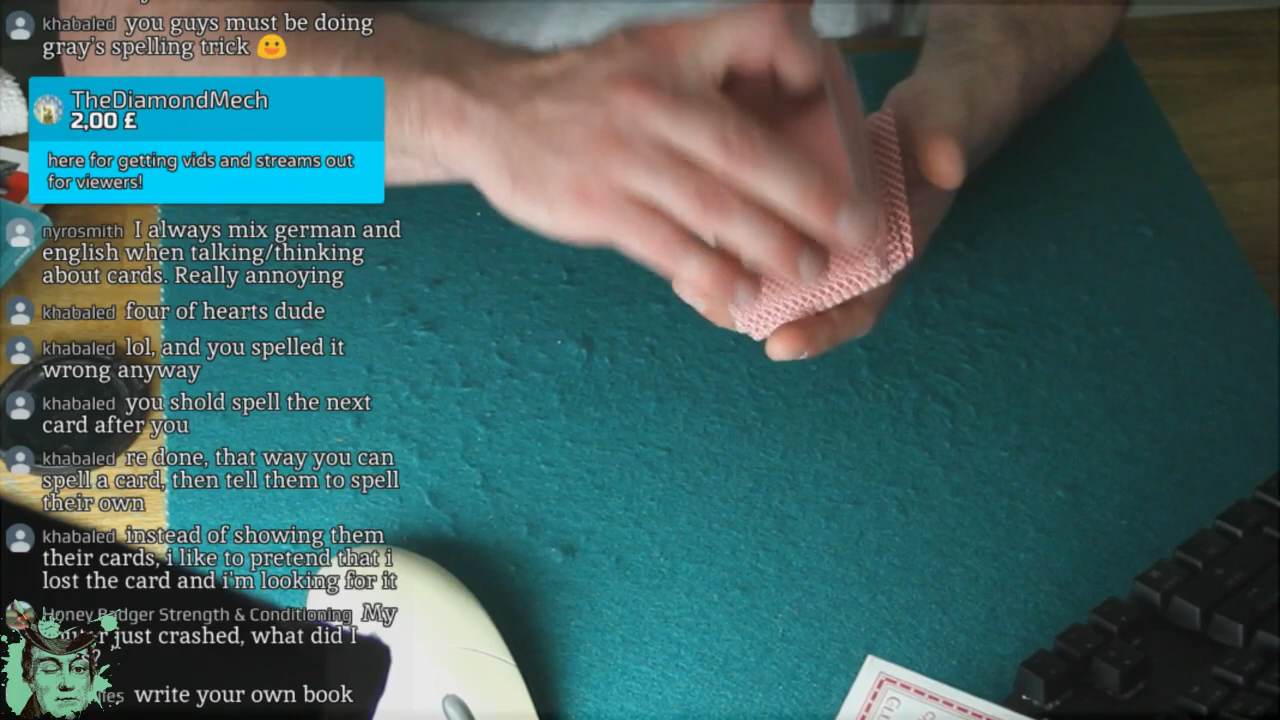 khabaled you guys must be doing
gray's spelling trick
TheDiamondMech
2,00 £
here for getting vids and streams out
for viewers!
nyrosmith I always mix german and
english when talking/thinking
about cards. Really annoying
khabaled four of hearts dude
khabaled lol, and you spelled it
wrong anyway
khabaled you shold spell the next
card after you
khabaled re done, that way you can
spell a card, then tell them to spell
their own
khabaled instead of showing them
their cards, i like to pretend that i
lost the card and i'm looking for it
Honey Badger Strength & Conditioning My
just crashed, what did I
write your own book